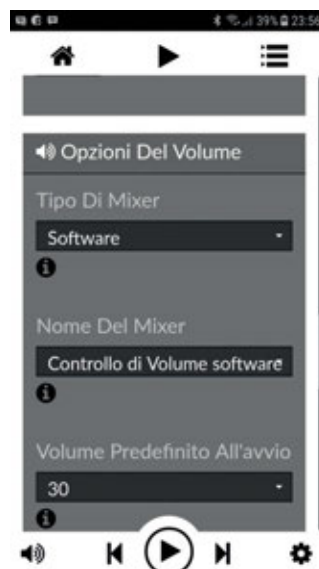 39% 23:56
Opzioni Del Volume
Tipo Di Mixer
Software
Nome Del Mixer
Controllo di Volume software
Volume Predefinito All'avvio
30